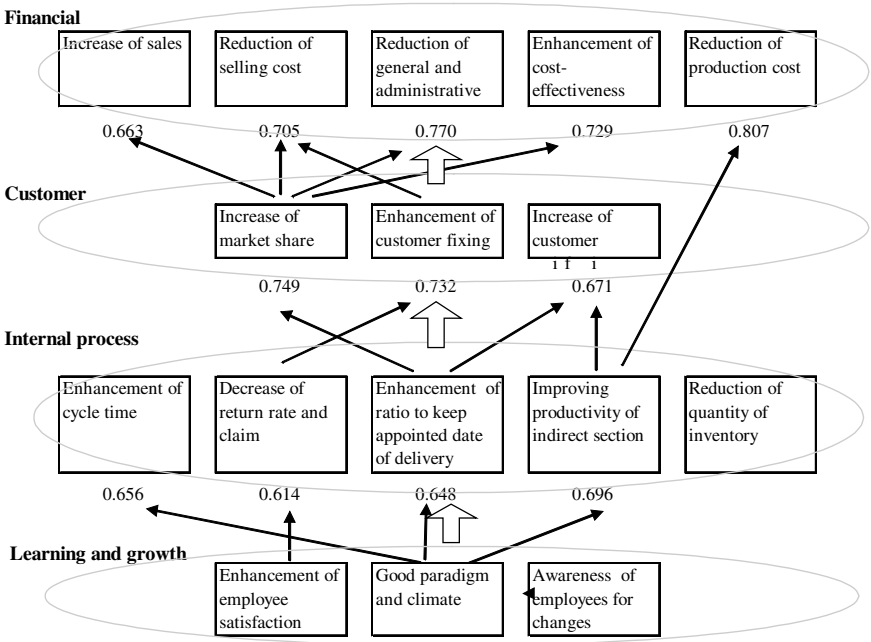 Financial
Increase of sales
Reduction of
selling cost
Reduction of
general and
administrative
Enhancement of
cost-
effectiveness
Reduction of
production cost
0.663
0.705
0.770
0.729
0.807
Customer
Increase of
market share
Enhancement of
customer fixing
Increase of
customer
0.749
0.732
0.671
Internal process
Enhancement of
cycle time
Decrease of
return rate and
claim
Enhancement of
ratio to keep
appointed date
of delivery
Improving
productivity of
indirect section
Reduction of
quantity of
inventory
0.656
0.614
0.648
0.696
Learning and growth
Enhancement of
employee
satisfaction
Good paradigm
and climate
Awareness of
employees for
changes